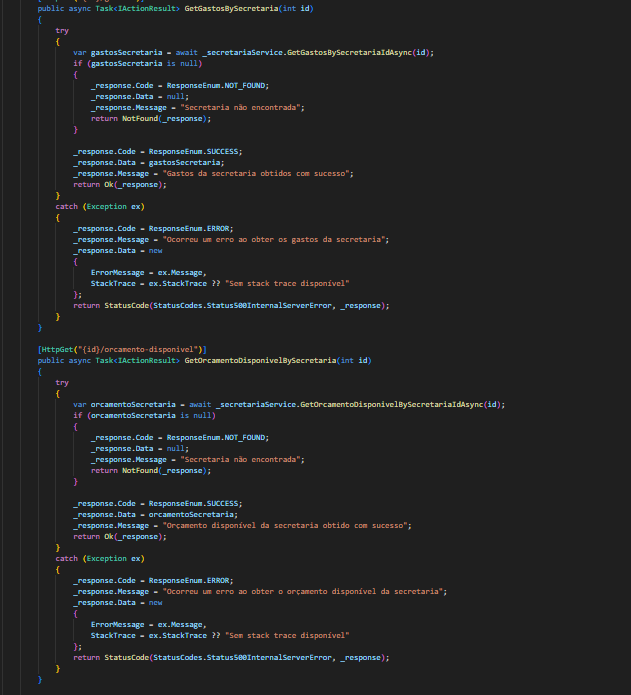 public async Task<IActionResult> GetGastosBySecretaria(int id)
{
try
{
var gastosSecretaria = await _secretariaService.GetGastosBySecretariaIdAsync(id);
if (gastosSecretaria is null)
{
_response.Code = ResponseEnum.NOT_FOUND;
_response.Data = null;
_response.Message = "Secretaria não encontrada";
return NotFound(_response);
}
_response.Code = ResponseEnum.SUCCESS;
_response.Data = gastosSecretaria;
_response.Message = "Gastos da secretaria obtidos com sucesso";
return Ok(_response);
}
catch (Exception ex)
{
_response.Code = ResponseEnum.ERROR;
_response.Message = "Ocorreu um erro ao obter os gastos da secretaria";
_response.Data = new
{
ErrorMessage = ex.Message,
StackTrace = ex.StackTrace ?? "Sem stack trace disponível"
};
return StatusCode(StatusCodes.Status500InternalServerError, _response);
}
}
[HttpGet("{id}/orcamento-disponivel")]
public async Task<IActionResult> GetOrcamentoDisponivelBySecretaria(int id)
{
try
{
var orcamentoSecretaria = await _secretariaService.GetOrcamentoDisponivelBySecretariaIdAsync(id);
if (orcamentoSecretaria is null)
{
_response.Code = ResponseEnum.NOT_FOUND;
_response.Data = null;
_response.Message = "Secretaria não encontrada";
return NotFound(_response);
}
_response.Code = ResponseEnum.SUCCESS;
_response.Data = orcamentoSecretaria;
_response.Message = "Orçamento disponível da secretaria obtido com sucesso";
return Ok(_response);
}
catch (Exception ex)
{
_response.Code = ResponseEnum.ERROR;
_response.Message = "Ocorreu um erro ao obter o orçamento disponível da secretaria";
_response.Data = new
{
ErrorMessage = ex.Message,
StackTrace = ex.StackTrace ?? "Sem stack trace disponível"
};
return StatusCode(StatusCodes.Status500InternalServerError, _response);
}
}